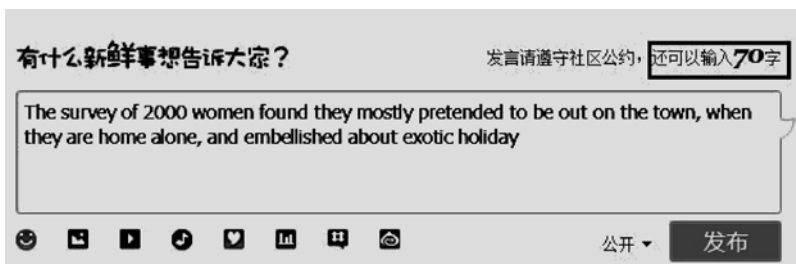 有什么新鲜事想告诉大家？
发言请遵守社区公约，还可以输入70字
The survey of 2000 women found they mostly pretended to be out on the town, when
they are home alone, and embellished about exotic holiday
公开
发布